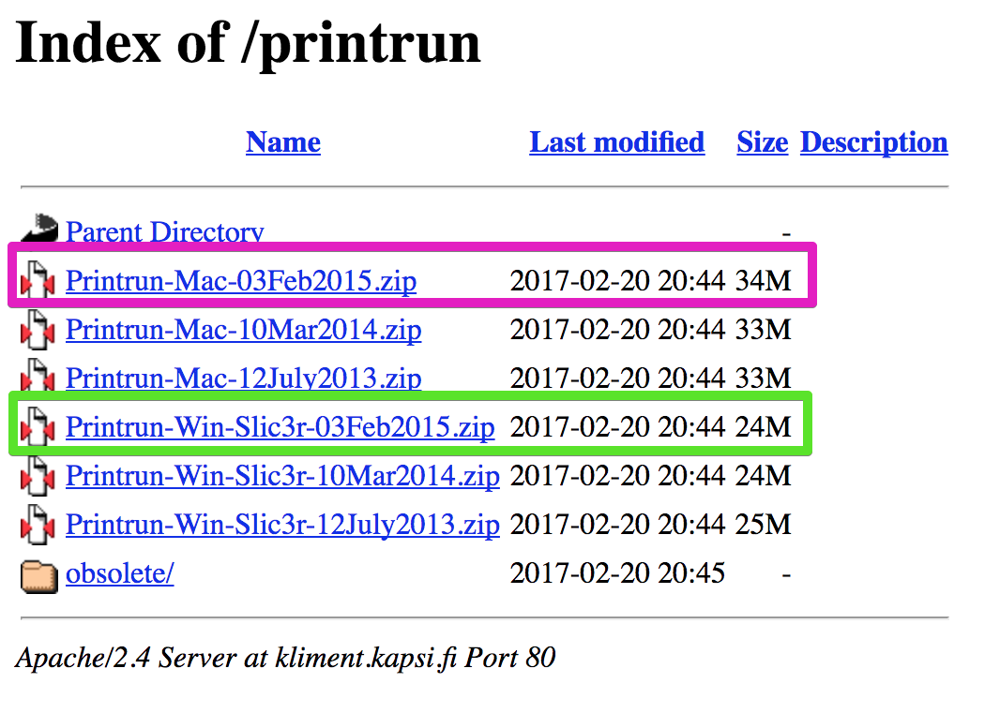 Index of /printrun
Name Last modified Size Description
Parent Directory -
Printrun-Mac-03Feb2015.zip 2017-02-20 20:44 34M
Printrun-Mac-10Mar2014.zip 2017-02-20 20:44 33M
Printrun-Mac-12July2013.zip 2017-02-20 20:44 33M
Printrun-Win-Slic3r-03Feb2015.zip 2017-02-20 20:44 24M
Printrun-Win-Slic3r-10Mar2014.zip 2017-02-20 20:44 24M
Printrun-Win-Slic3r-12July2013.zip 2017-02-20 20:44 25M
obsolete/ 2017-02-20 20:45 -
Apache/2.4 Server at kliment.kapsi.fi Port 80